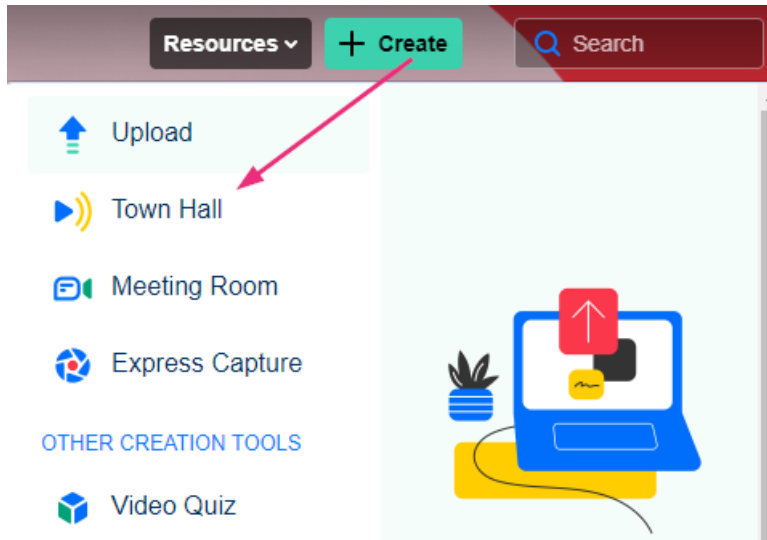 Resources
+ Create
Search
Upload
Town Hall
Meeting Room
Express Capture
OTHER CREATION TOOLS
Video Quiz